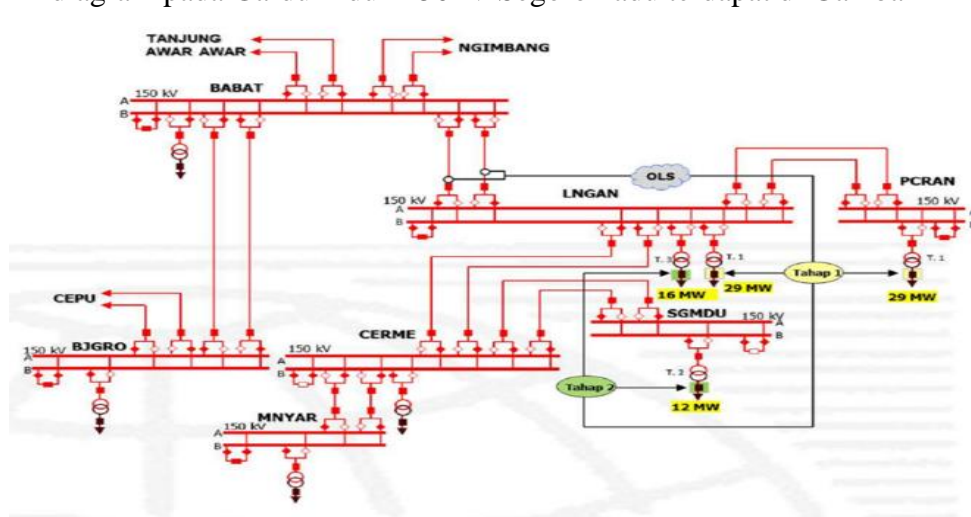 TANJUNG
AWAR AWAR
NGIMBANG
BABAT
150 kV
A
B
OLS
LNGAN
PCRAN
150 kV
A
B
150 kV
A
B
T. 3
T. 1
Tahap 1
T. 1
16 MW
29 MW
29 MW
CEPU
SGMDU
CERME
150 kV
A
B
BJGRO
150 kV
A
B
150 kV
A
B
T. 2
Tahap 2
12 MW
MNYAR
150 kV
A
B